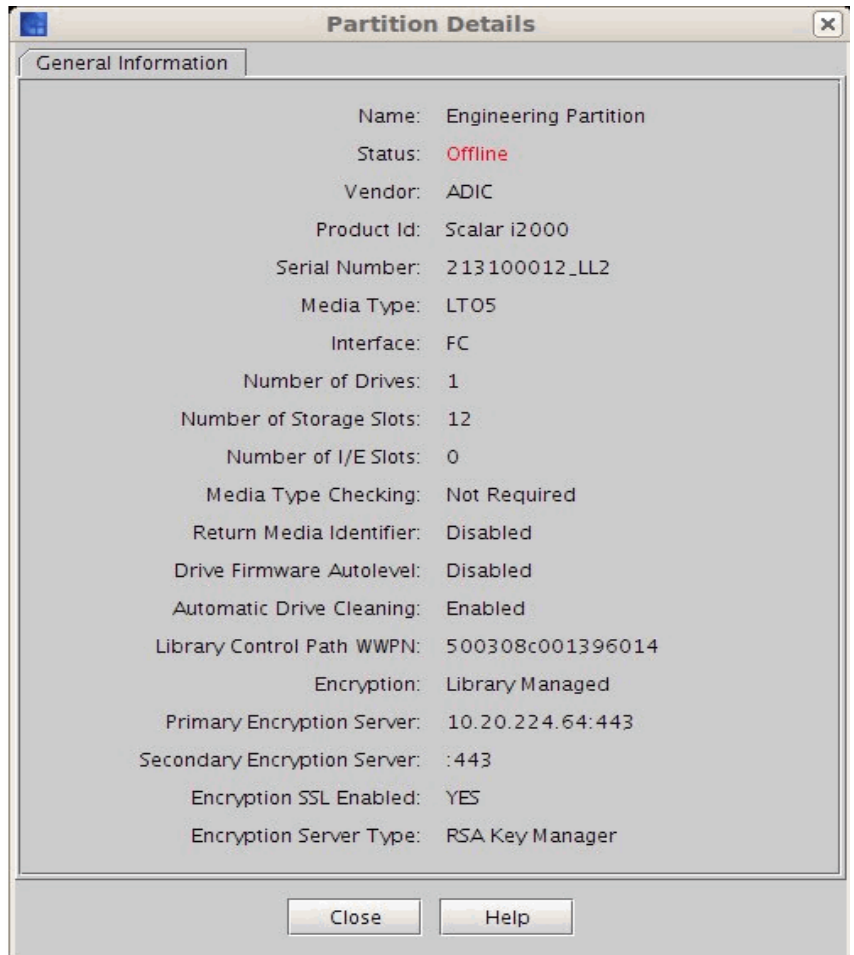 Partition Details
General Information
Name: Engineering Partition
Status: Offline
Vendor: ADIC
Product Id: Scalar i2000
Serial Number: 213100012_LL2
Media Type: LTO5
Interface: FC
Number of Drives: 1
Number of Storage Slots: 12
Number of I/E Slots: 0
Media Type Checking: Not Required
Return Media Identifier: Disabled
Drive Firmware Autolevel: Disabled
Automatic Drive Cleaning: Enabled
Library Control Path WWPN: 500308c001396014
Encryption: Library Managed
Primary Encryption Server: 10.20.224.64:443
Secondary Encryption Server: :443
Encryption SSL Enabled: YES
Encryption Server Type: RSA Key Manager
Close Help